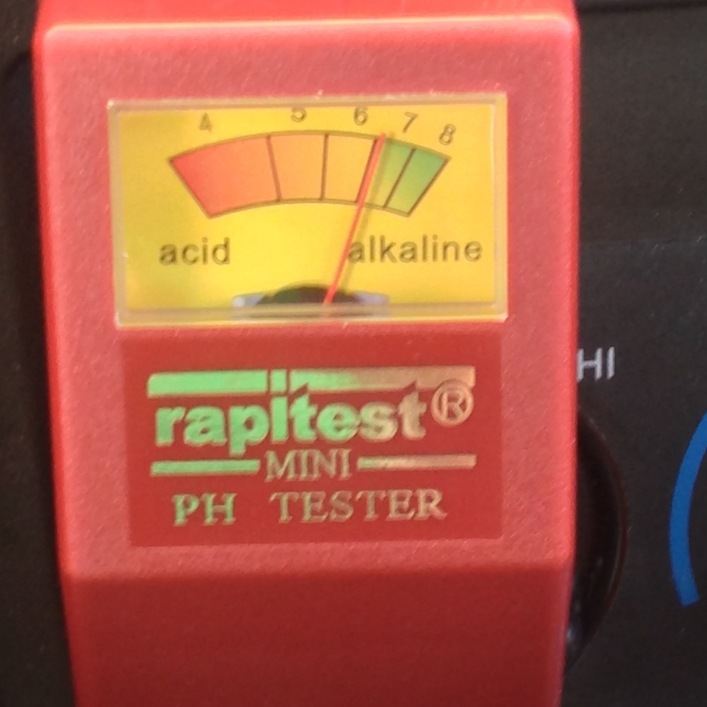 4 5 6 7 8
acid alkaline
rapitest®
MINI
PH TESTER
HI